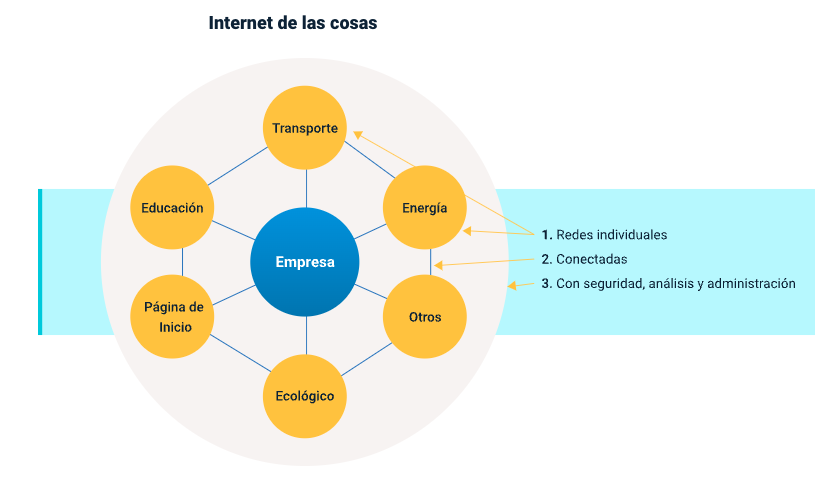 Internet de las cosas
Transporte
Educación
Energía
Empresa
Página de
Inicio
Otros
Ecológico
1. Redes individuales
2. Conectadas
3. Con seguridad, análisis y administración